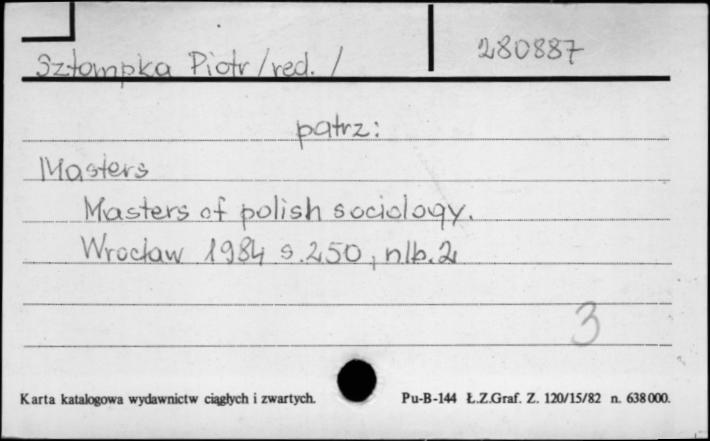 Sztompka Piotr /red. /
280887
patrz:
Masters
Masters of polish sociology.
Wrocław 1984 s.250, nlb.2
3
Karta katalogowa wydawnictw ciągłych i zwartych.
Pu-B-144 Ł.Z.Graf. Z. 120/15/82 n. 638000.